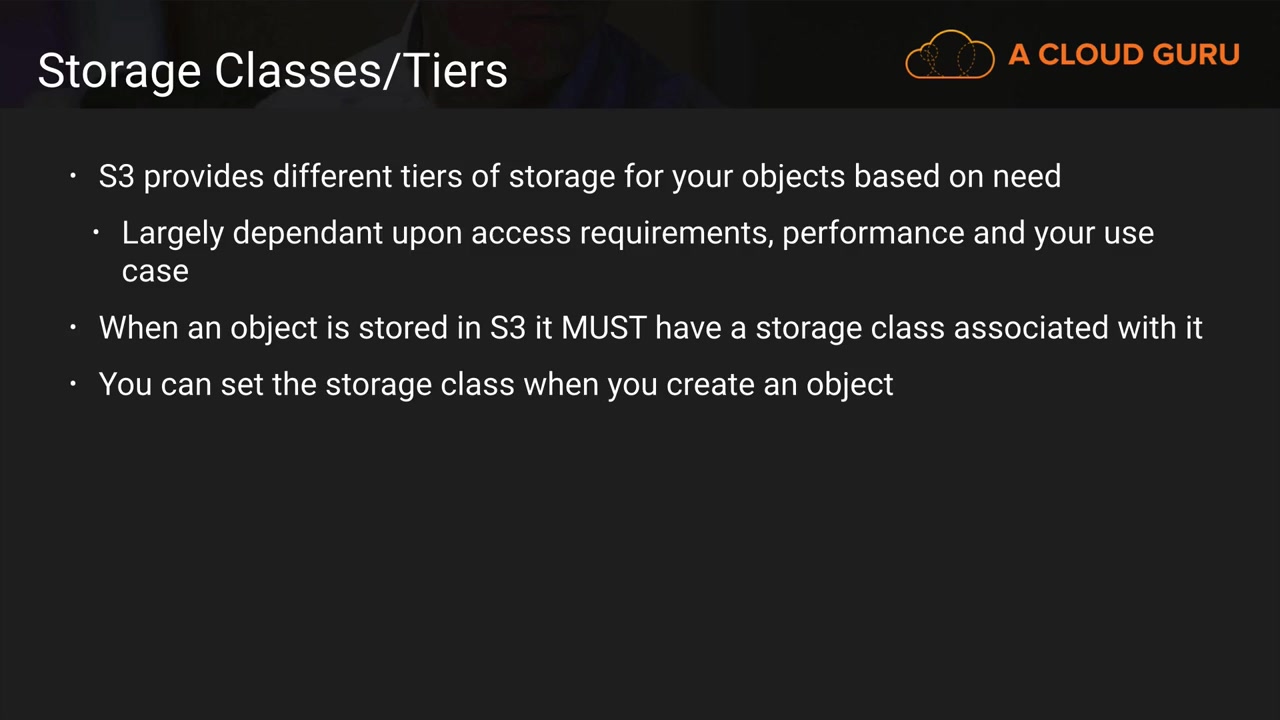 Storage Classes/Tiers
A CLOUD GURU
• S3 provides different tiers of storage for your objects based on need
• Largely dependant upon access requirements, performance and your use
case
• When an object is stored in S3 it MUST have a storage class associated with it
• You can set the storage class when you create an object